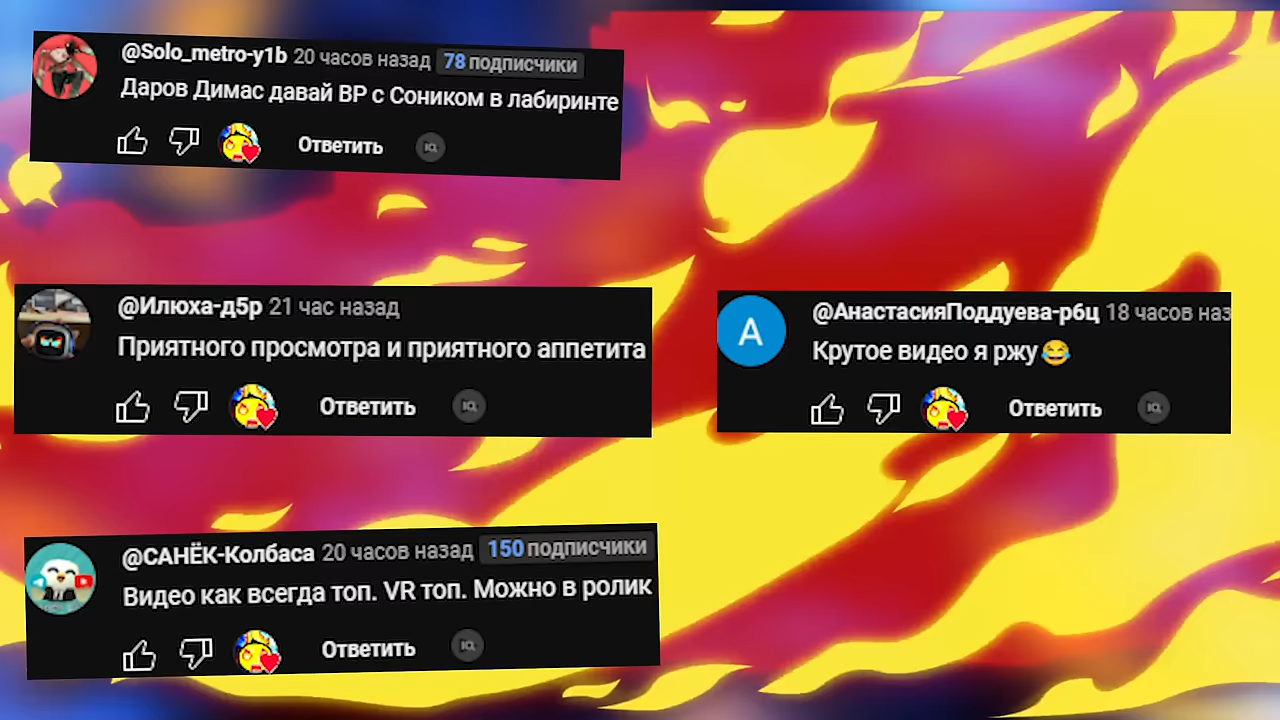 @Solo_metro-y1b 20 часов назад 78 подписчики
Даров Димас давай ВР с Соником в лабиринте
Ответить
@Илюха-д5р 21 час назад
Приятного просмотра и приятного аппетита
Ответить
@АнастасияПоддуева-р6ц 18 часов наз
А
Крутое видео я ржу😂
Ответить
@САНЁК-Колбаса 20 часов назад 150 подписчики
Видео как всегда топ. VR топ. Можно в ролик
Ответить